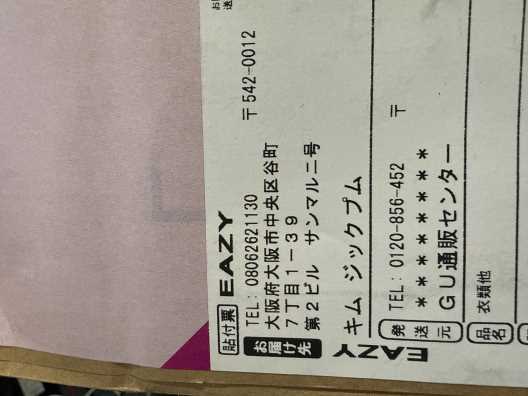 貼付票 EAZY
お届け先
TEL: 08062621130 〒542-0012
大阪府大阪市中央区谷町
7丁目1-39
第2ビル サンマルニ号
キム ジックプム
EAZY
発送元
TEL: 0120-856-452 〒
********
GU通販センター
品名
衣類他